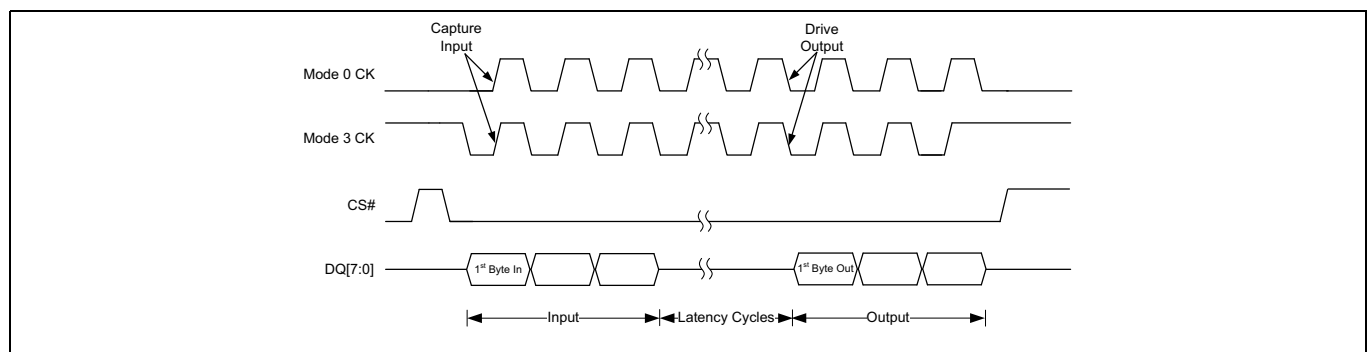 Capture
Input
Drive
Output
Mode 0 CK
Mode 3 CK
CS#
DQ[7:0]
1st Byte In
1st Byte Out
Input
Latency Cycles
Output